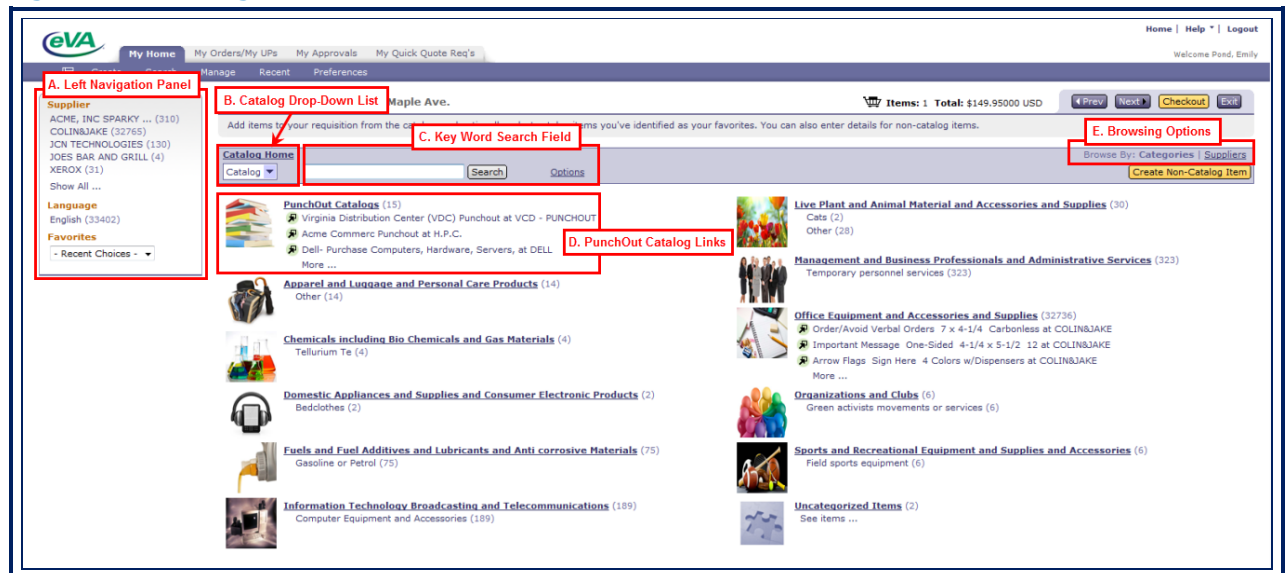 Home | Help | Logout
eVA
My Home My Orders/My UPs My Approvals My Quick Quote Req's
Welcome Pond, Emily
Manage Recent Preferences
A. Left Navigation Panel
Supplier
ACME, INC SPARKY ... (310)
COLIN&JAKE (32765)
JCN TECHNOLOGIES (130)
JOES BAR AND GRILL (4)
XEROX (31)
Show All ...
Language
English (33402)
Favorites
- Recent Choices -
B. Catalog Drop-Down List
Maple Ave.
Items: 1 Total: $149.95000 USD
Prev Next Checkout Exit
Add items to your requisition from the items you've identified as your favorites. You can also enter details for non-catalog items.
C. Key Word Search Field
E. Browsing Options
Catalog Home
Browse By: Categories | Suppliers
Catalog
Search
Options
Create Non-Catalog Item
PunchOut Catalogs (15)
Virginia Distribution Center (VDC) Punchout at VCD - PUNCHOUT
Acme Commerc Punchout at H.P.C.
Dell- Purchase Computers, Hardware, Servers, at DELL
More ...
D. PunchOut Catalog Links
Apparel and Luggage and Personal Care Products (14)
Other (14)
Chemicals including Bio Chemicals and Gas Materials (4)
Tellurium Te (4)
Domestic Appliances and Supplies and Consumer Electronic Products (2)
Bedclothes (2)
Fuels and Fuel Additives and Lubricants and Anti corrosive Materials (75)
Gasoline or Petrol (75)
Information Technology Broadcasting and Telecommunications (189)
Computer Equipment and Accessories (189)
Live Plant and Animal Material and Accessories and Supplies (30)
Cats (2)
Other (28)
Management and Business Professionals and Administrative Services (323)
Temporary personnel services (323)
Office Equipment and Accessories and Supplies (32736)
Order/Avoid Verbal Orders 7 x 4-1/4 Carbonless at COLIN&JAKE
Important Message One-Sided 4-1/4 x 5-1/2 12 at COLIN&JAKE
Arrow Flags Sign Here 4 Colors w/Dispensers at COLIN&JAKE
More ...
Organizations and Clubs (6)
Green activists movements or services (6)
Sports and Recreational Equipment and Supplies and Accessories (6)
Field sports equipment (6)
Uncategorized Items (2)
See items ...